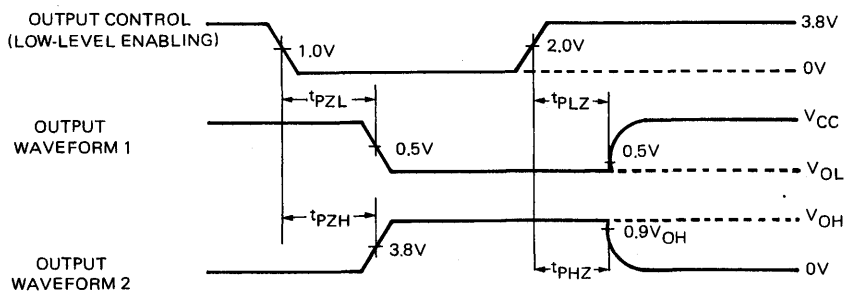 OUTPUT CONTROL
(LOW-LEVEL ENABLING)
1.0V
2.0V
3.8V
0V
tPZL
tPLZ
OUTPUT
WAVEFORM 1
0.5V
0.5V
VCC
VOL
tPZH
VOH
0.9VOH
3.8V
OUTPUT
WAVEFORM 2
tPHZ
0V